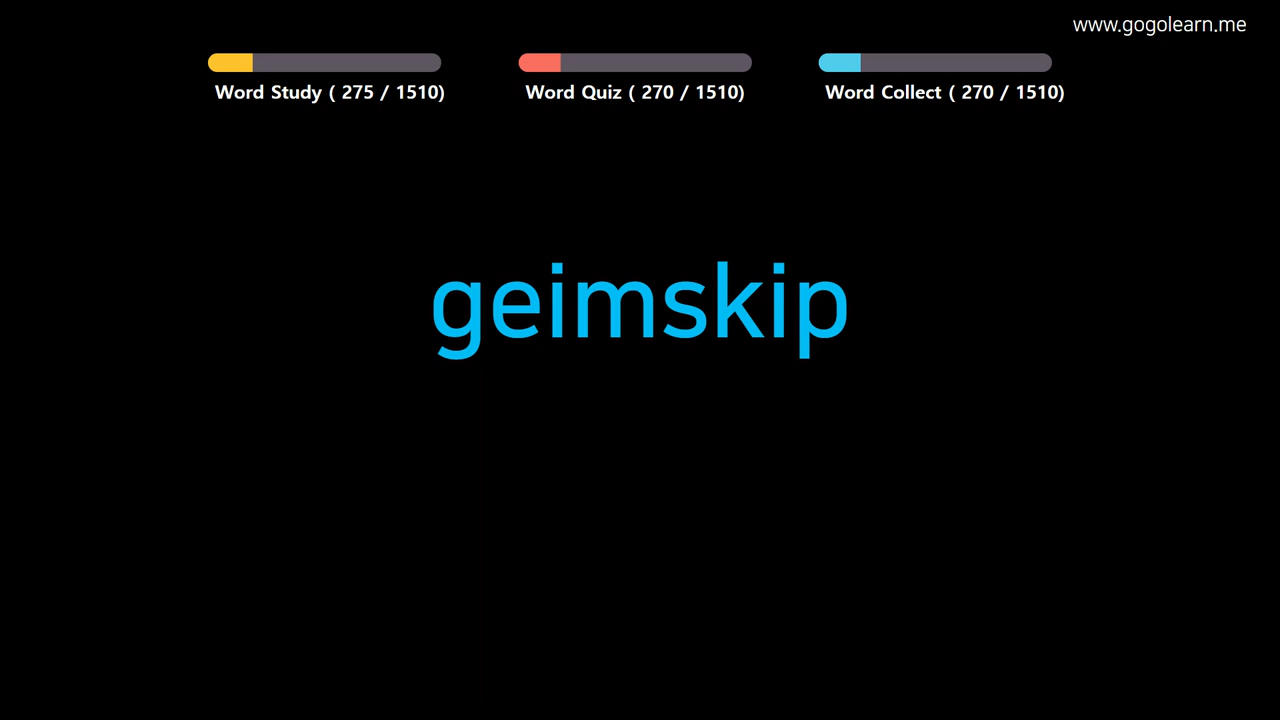 www.gogolearn.me
Word Study ( 275 / 1510)
Word Quiz ( 270 / 1510)
Word Collect ( 270 / 1510)
geimskip